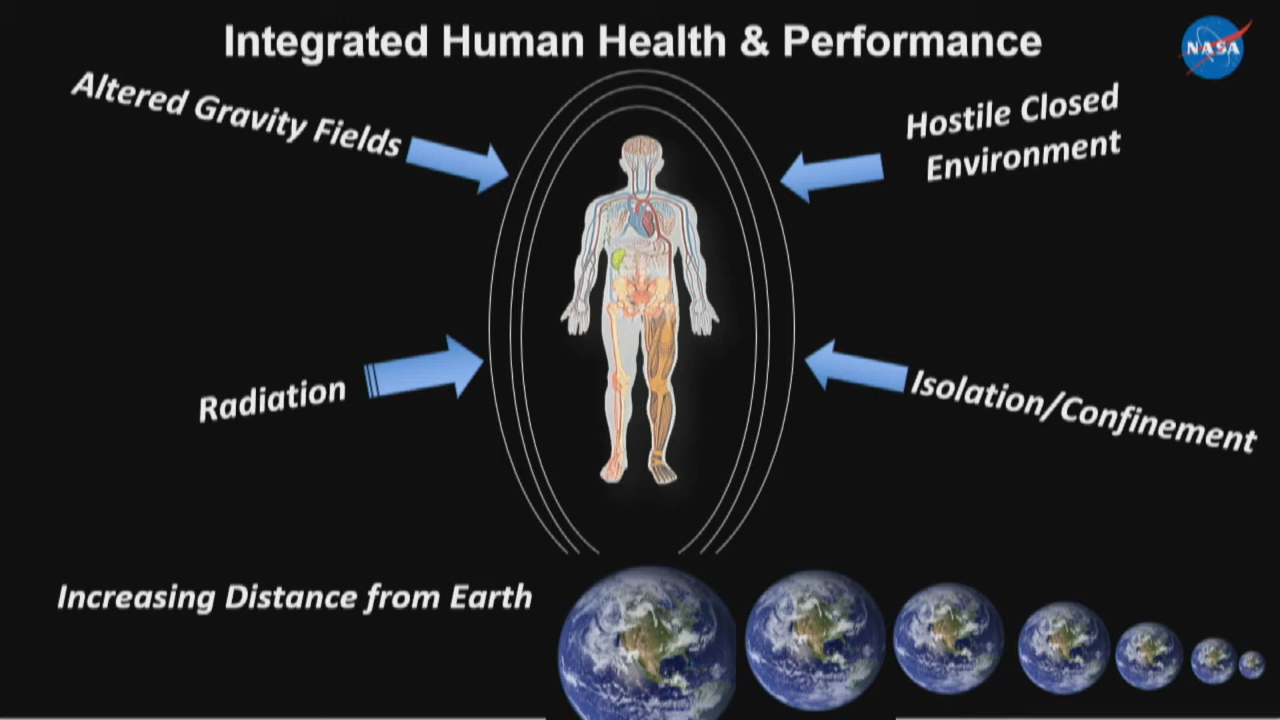 Integrated Human Health & Performance
NASA
Altered Gravity Fields
Hostile Closed
Environment
Radiation
Isolation/Confinement
Increasing Distance from Earth